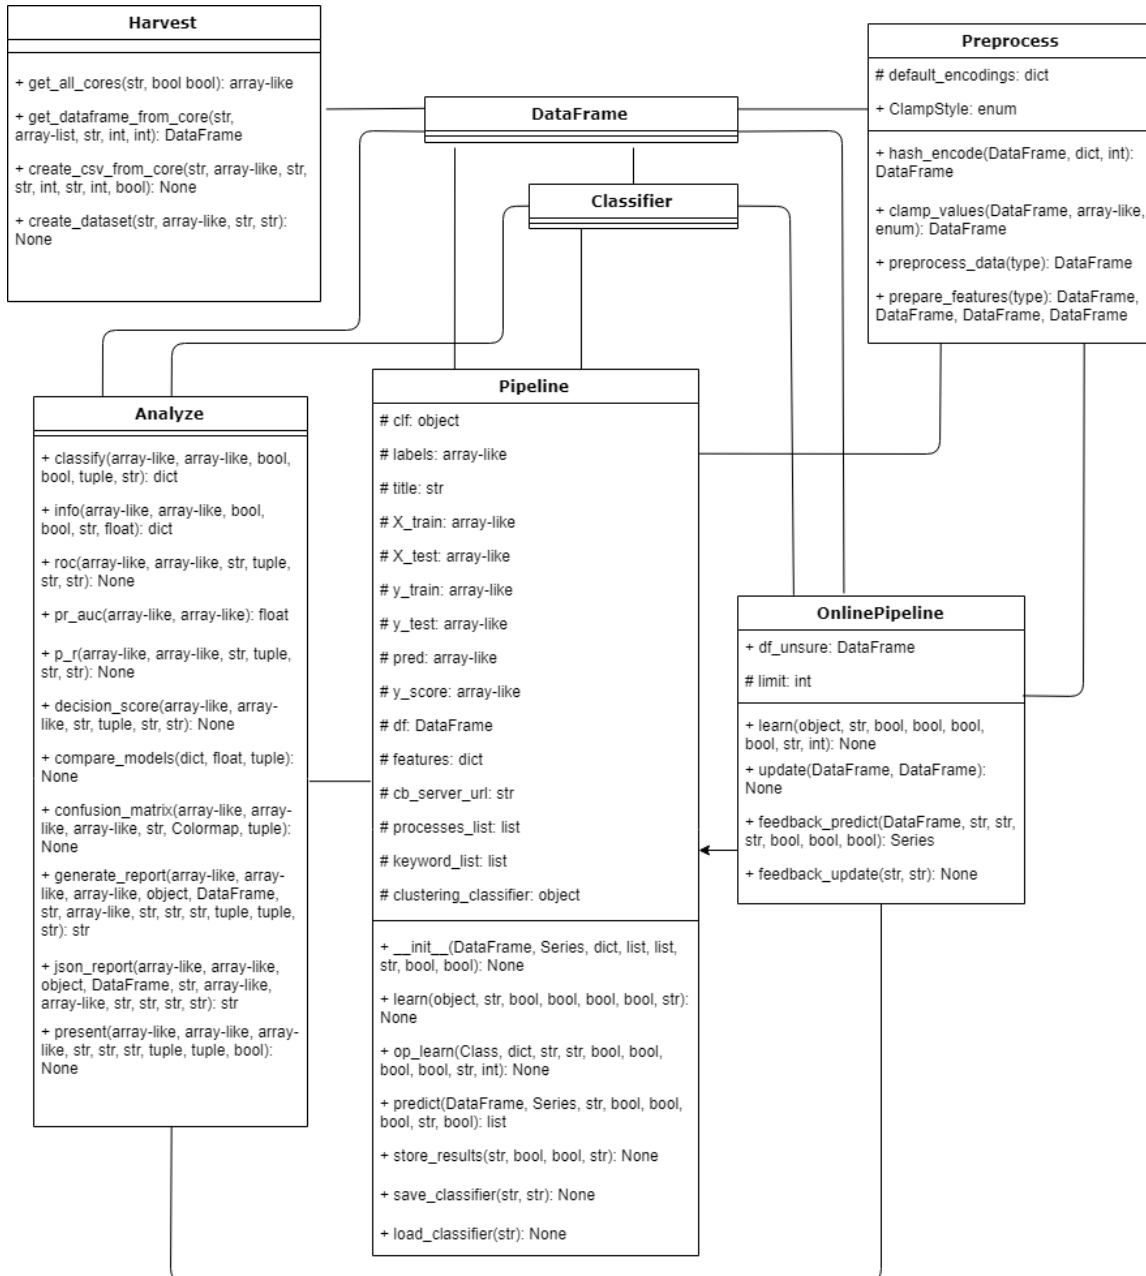 Harvest
+ get_all_cores(str, bool bool): array-like
+ get_dataframe_from_core(str,
array-list, str, int, int): DataFrame
+ create_csv_from_core(str, array-like, str,
str, int, str, int, bool): None
+ create_dataset(str, array-like, str, str):
None
DataFrame
Classifier
Preprocess
# default_encodings: dict
+ ClampStyle: enum
+ hash_encode(DataFrame, dict, int):
DataFrame
+ clamp_values(DataFrame, array-like,
enum): DataFrame
+ preprocess_data(type): DataFrame
+ prepare_features(type): DataFrame,
DataFrame, DataFrame, DataFrame
Analyze
+ classify(array-like, array-like, bool,
bool, tuple, str): dict
+ info(array-like, array-like, bool,
bool, str, float): dict
+ roc(array-like, array-like, str, tuple,
str, str): None
+ pr_auc(array-like, array-like): float
+ p_r(array-like, array-like, str, tuple,
str, str): None
+ decision_score(array-like, array-
like, str, tuple, str, str): None
+ compare_models(dict, float, tuple):
None
+ confusion_matrix(array-like, array-
like, array-like, str, Colormap, tuple):
None
+ generate_report(array-like, array-
like, array-like, object, DataFrame,
str, array-like, str, str, str, tuple, tuple,
str): str
+ json_report(array-like, array-like,
object, DataFrame, str, array-like,
array-like, str, str, str, str): str
+ present(array-like, array-like, array-
like, str, str, str, tuple, tuple, bool):
None
Pipeline
# clf: object
# labels: array-like
# title: str
# X_train: array-like
# X_test: array-like
# y_train: array-like
# y_test: array-like
# pred: array-like
# y_score: array-like
# df: DataFrame
# features: dict
# cb_server_url: str
# processes_list: list
# keyword_list: list
# clustering_classifier: object
+ __init__(DataFrame, Series, dict, list, list,
str, bool, bool): None
+ learn(object, str, bool, bool, bool, bool, str):
None
+ op_learn(Class, dict, str, str, bool, bool,
bool, bool, str, int): None
+ predict(DataFrame, Series, str, bool, bool,
bool, str, bool): list
+ store_results(str, bool, bool, str): None
+ save_classifier(str, str): None
+ load_classifier(str): None
OnlinePipeline
+ df_unsure: DataFrame
# limit: int
+ learn(object, str, bool, bool, bool,
bool, str, int): None
+ update(DataFrame, DataFrame):
None
+ feedback_predict(DataFrame, str, str,
str, bool, bool, bool): Series
+ feedback_update(str, str): None